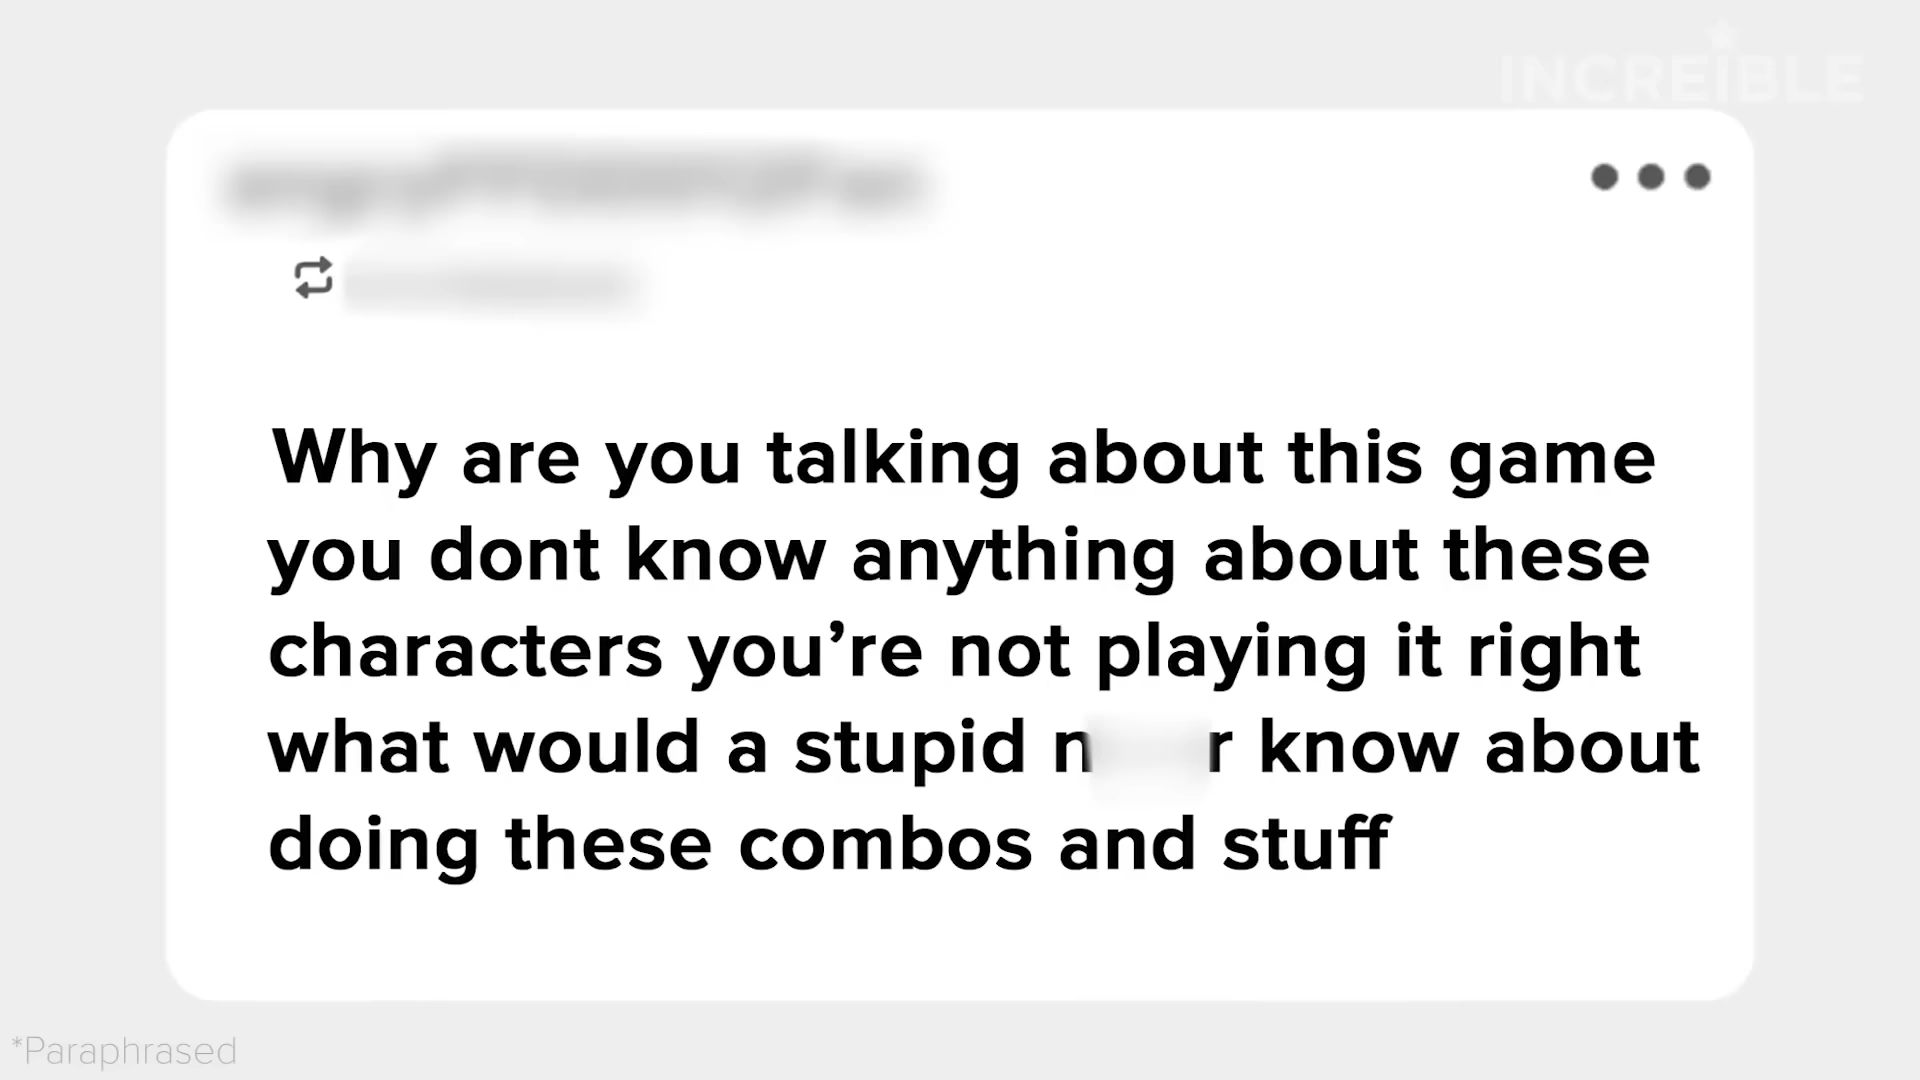 INCREÍBLE
Why are you talking about this game
you dont know anything about these
characters you’re not playing it right
what would a stupid n r know about
doing these combos and stuff
*Paraphrased